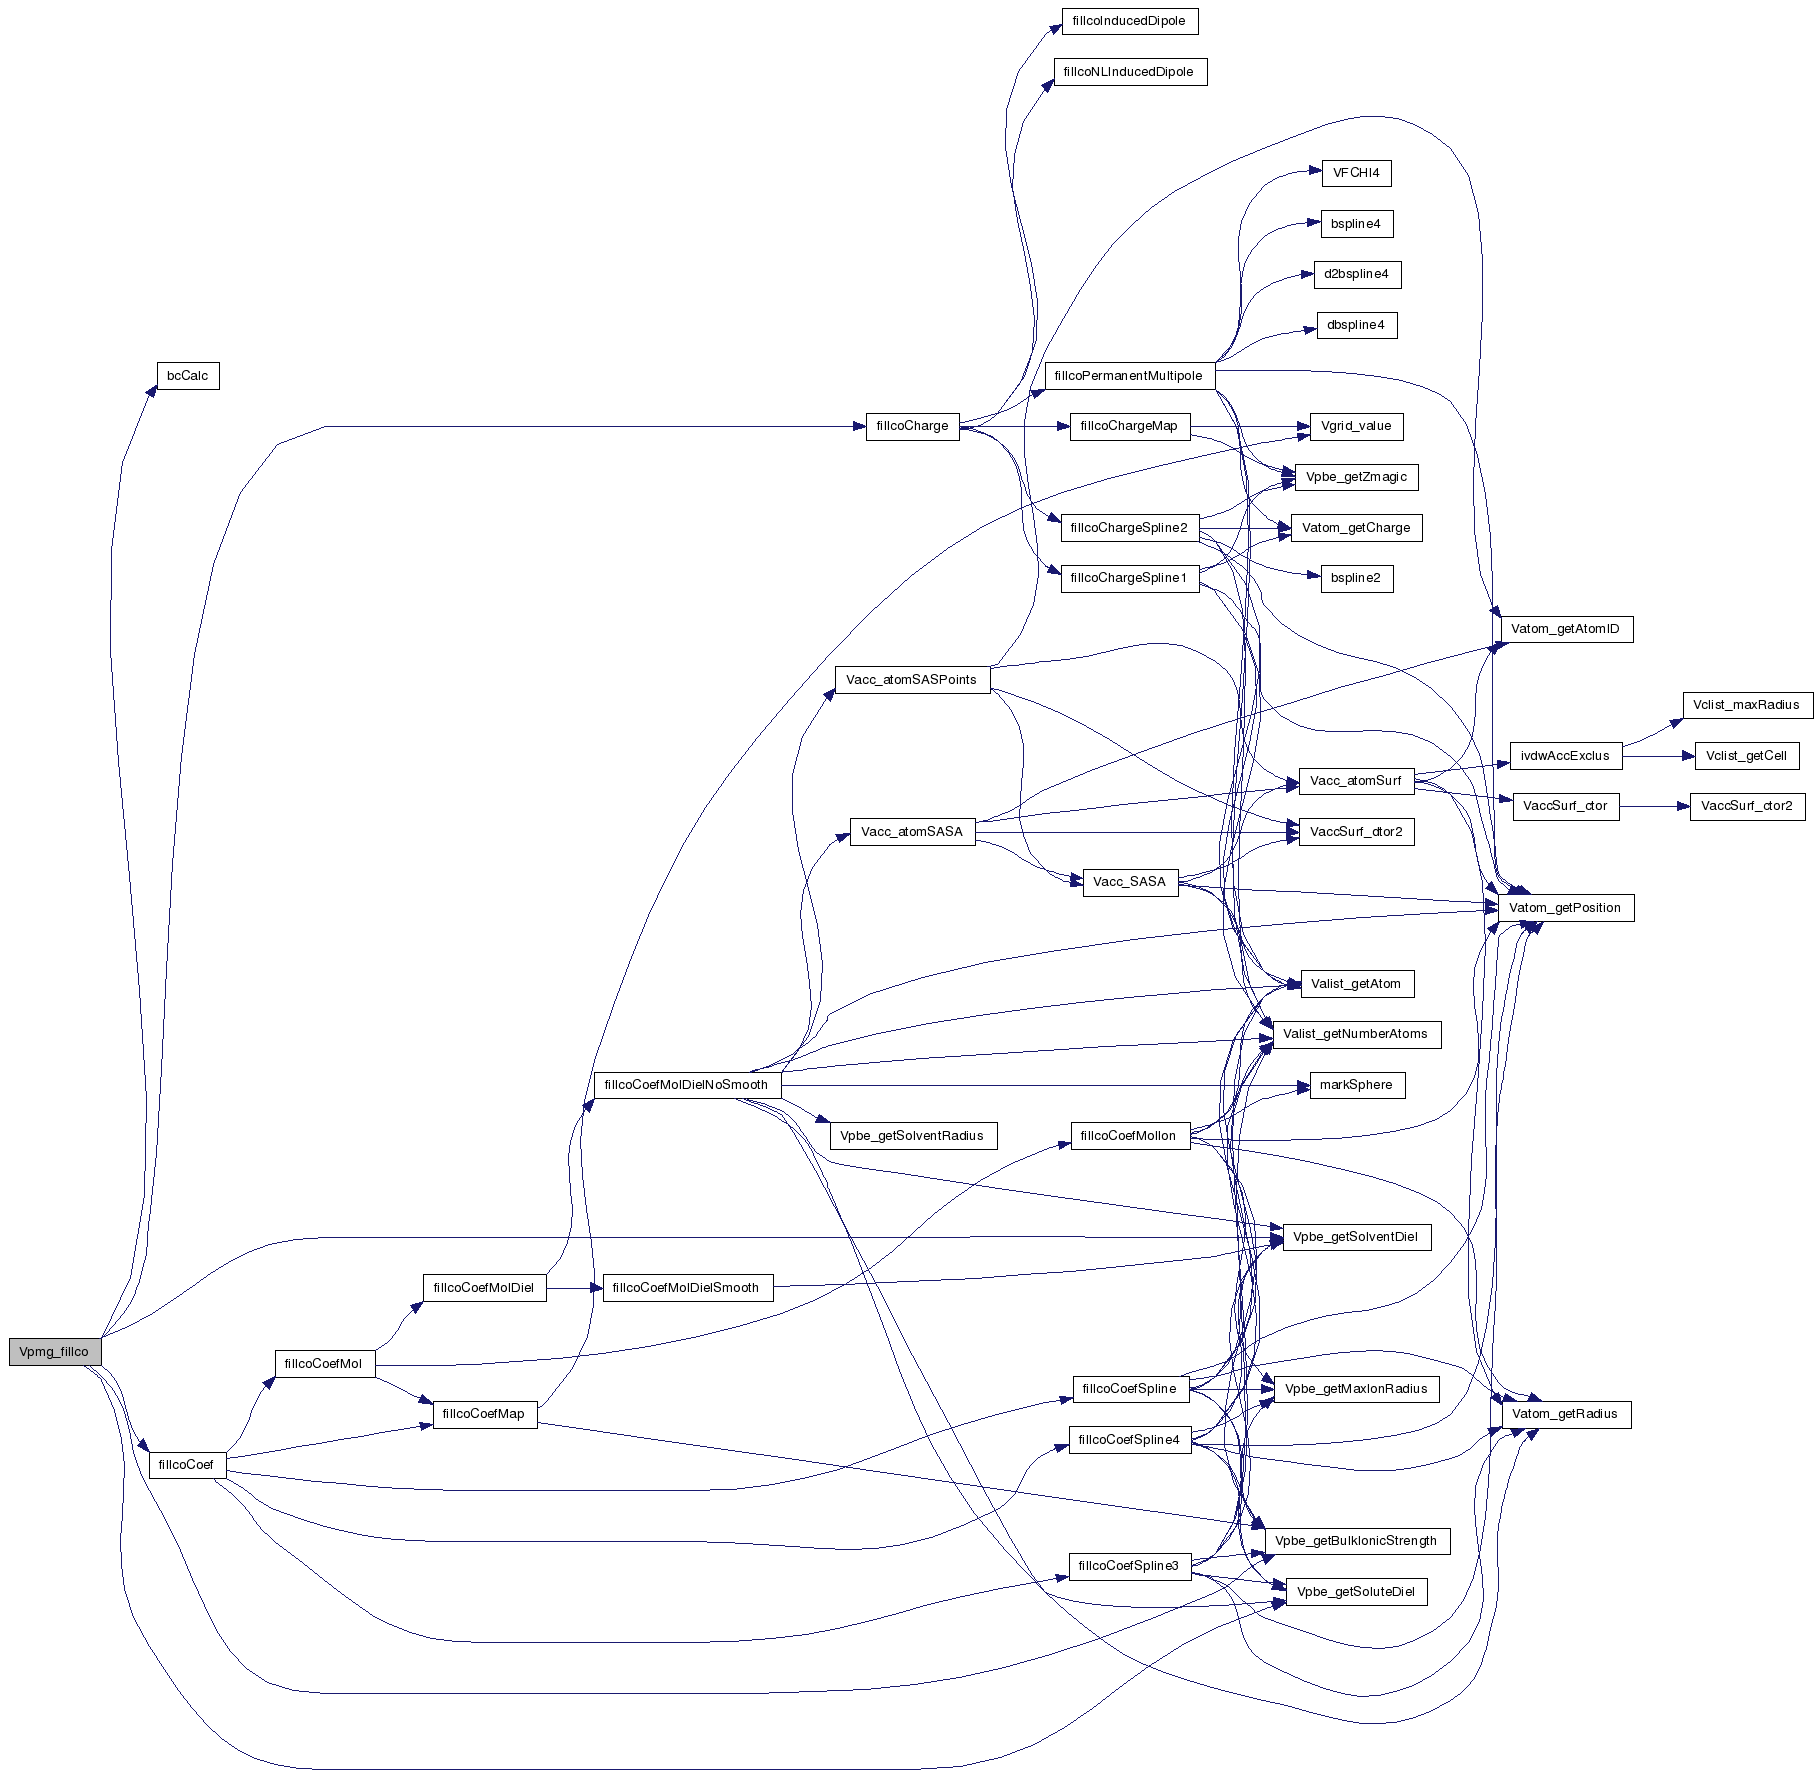 fillcoInducedDipole
fillcoNLInducedDipole
VFCHI4
bspline4
d2bspline4
dbspline4
bcCalc
fillcoPermanentMultipole
fillcoCharge
fillcoChargeMap
Vgrid_value
Vpbe_getZmagic
fillcoChargeSpline2
Vatom_getCharge
fillcoChargeSpline1
bspline2
Vatom_getAtomID
Vacc_atomSASPoints
Vclist_maxRadius
ivdwAccExclus
Vclist_getCell
Vacc_atomSurf
VaccSurf_ctor
VaccSurf_ctor2
Vacc_atomSASA
VaccSurf_dtor2
Vacc_SASA
Vatom_getPosition
Valist_getAtom
Valist_getNumberAtoms
fillcoCoefMolDielNoSmooth
markSphere
Vpbe_getSolventRadius
fillcoCoefMolIon
Vpbe_getSolventDiel
fillcoCoefMolDiel
fillcoCoefMolDielSmooth
Vpmg_fillco
fillcoCoefMol
fillcoCoefSpline
Vpbe_getMaxIonRadius
fillcoCoefMap
Vatom_getRadius
fillcoCoefSpline4
fillcoCoef
Vpbe_getBulkIonicStrength
fillcoCoefSpline3
Vpbe_getSoluteDiel